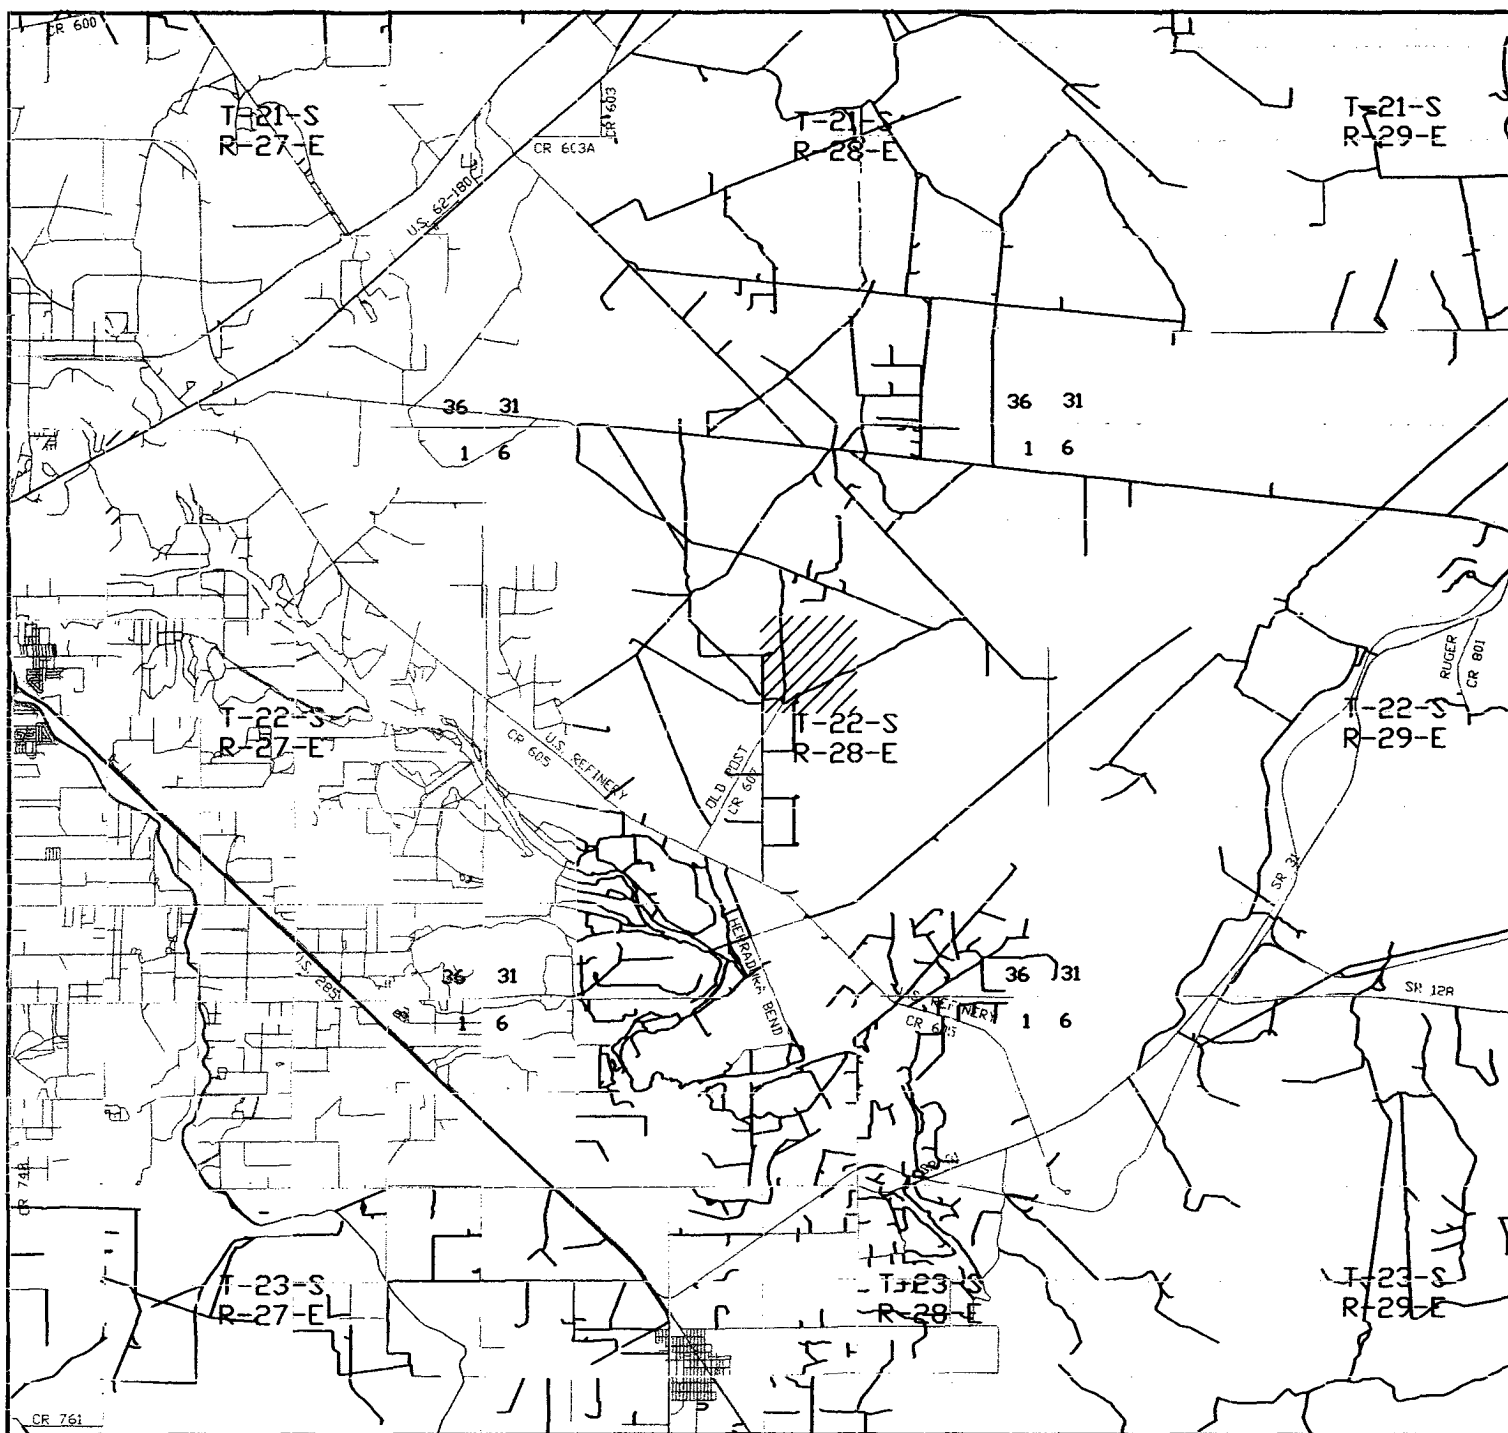 CR 600
T-21-S
R-27-E
CR 603
CR 603A
U.S. 62-180
T-21-S
R-28-E
T-21-S
R-29-E
36 31
1 6
36 31
1 6
RUGER
CR 801
T-22-S
R-27-E
U.S. REFINERY
CR 605
OLD POST
CR 607
T-22-S
R-28-E
T-22-S
R-29-E
SR 31
U.S. 285
36 31
1 6
BEND
36 31
1 6
U.S. REFINERY
CR 605
SR 128
CR 748
T-23-S
R-27-E
T-23-S
R-28-E
T-23-S
R-29-E
CR 761